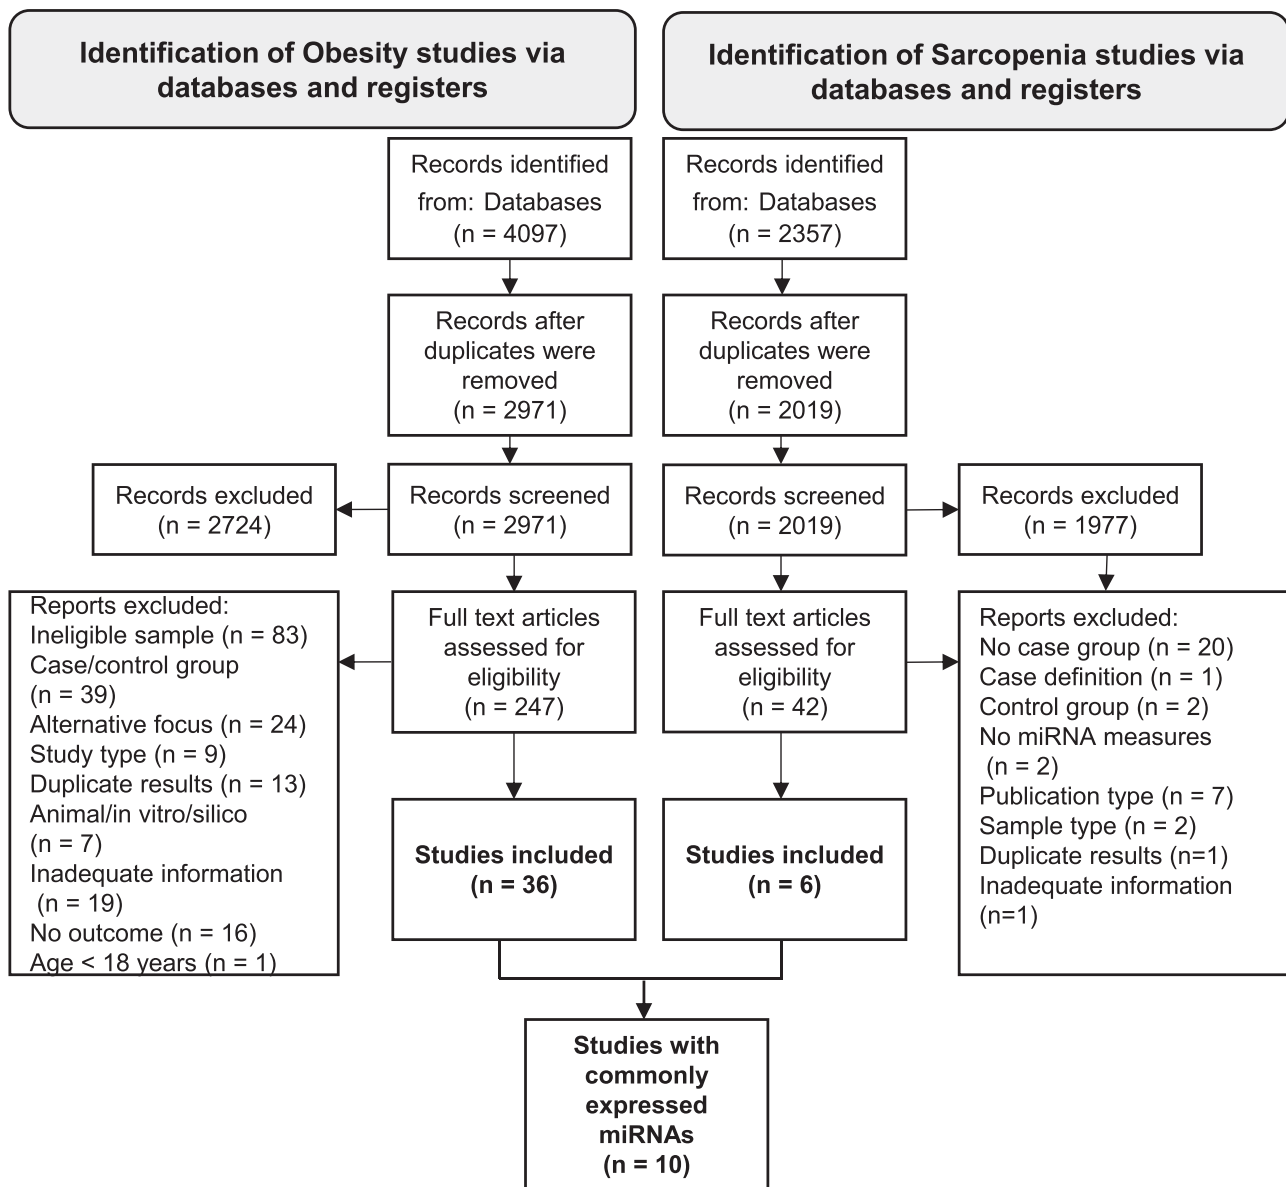 Identification of Obesity studies via
databases and registers
Identification of Sarcopenia studies via
databases and registers
Records identified
from: Databases
(n = 4097)
Records identified
from: Databases
(n = 2357)
Records after
duplicates were
removed
(n = 2971)
Records after
duplicates were
removed
(n = 2019)
Records excluded
(n = 2724)
Records screened
(n = 2971)
Records screened
(n = 2019)
Records excluded
(n = 1977)
Reports excluded:
Ineligible sample (n = 83)
Case/control group
(n = 39)
Alternative focus (n = 24)
Study type (n = 9)
Duplicate results (n = 13)
Animal/in vitro/silico
(n = 7)
Inadequate information
(n = 19)
No outcome (n = 16)
Age < 18 years (n = 1)
Full text articles
assessed for
eligibility
(n = 247)
Full text articles
assessed for
eligibility
(n = 42)
Reports excluded:
No case group (n = 20)
Case definition (n = 1)
Control group (n = 2)
No miRNA measures
(n = 2)
Publication type (n = 7)
Sample type (n = 2)
Duplicate results (n=1)
Inadequate information
(n=1)
Studies included
(n = 36)
Studies included
(n = 6)
Studies with
commonly
expressed
miRNAs
(n = 10)